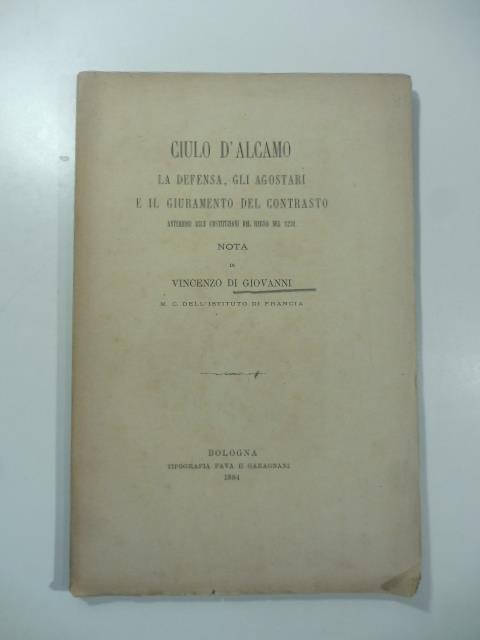 CIULO D'ALCAMO
LA DEFENSA, GLI AGOSTARI
E IL GIURAMENTO DEL CONTRASTO
ANTERIORI ALLE COSTITUZIONI DEL REGNO DEL 1231
NOTA
DI
VINCENZO DI GIOVANNI
M. C. DELL'ISTITUTO DI FRANCIA
BOLOGNA
TIPOGRAFIA FAVA E GARAGNANI
1884